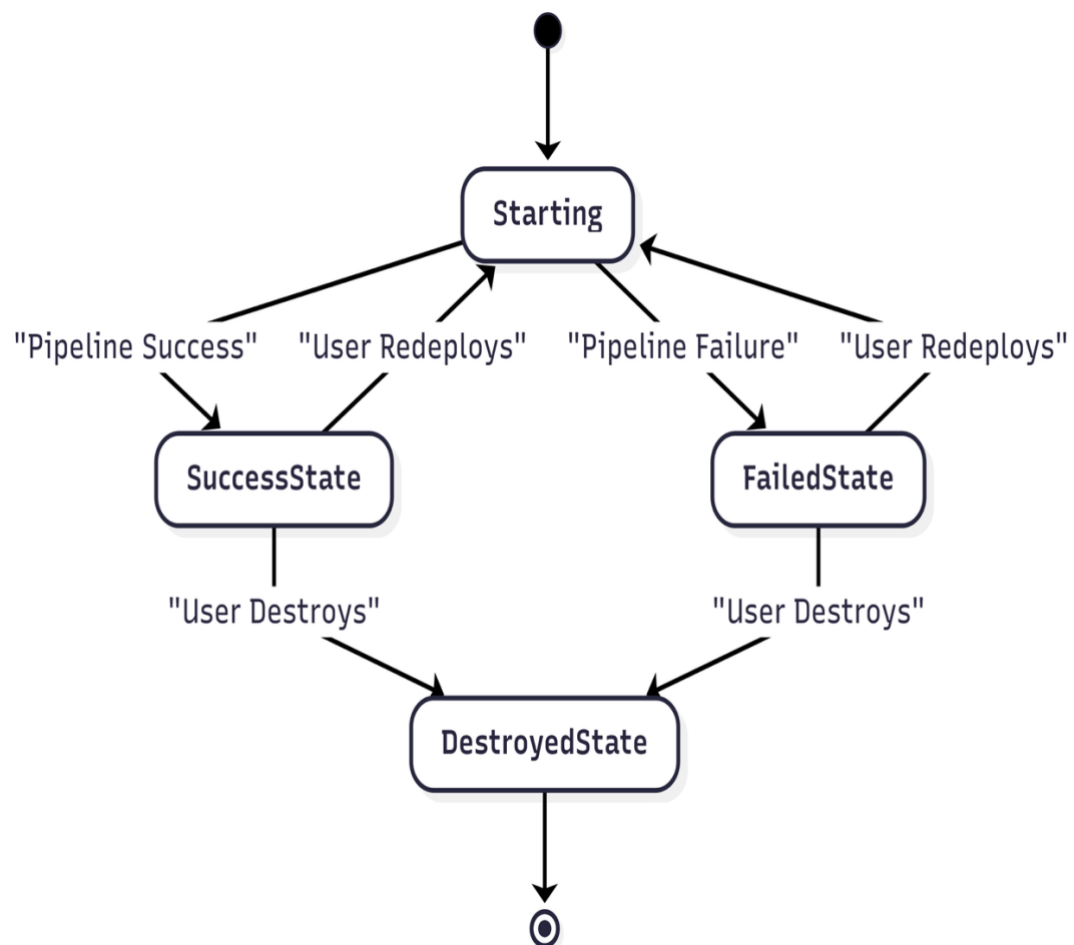 Starting
"Pipeline Success" "User Redeploys" "Pipeline Failure" "User Redeploys"
SuccessState FailedState
"User Destroys" "User Destroys"
DestroyedState